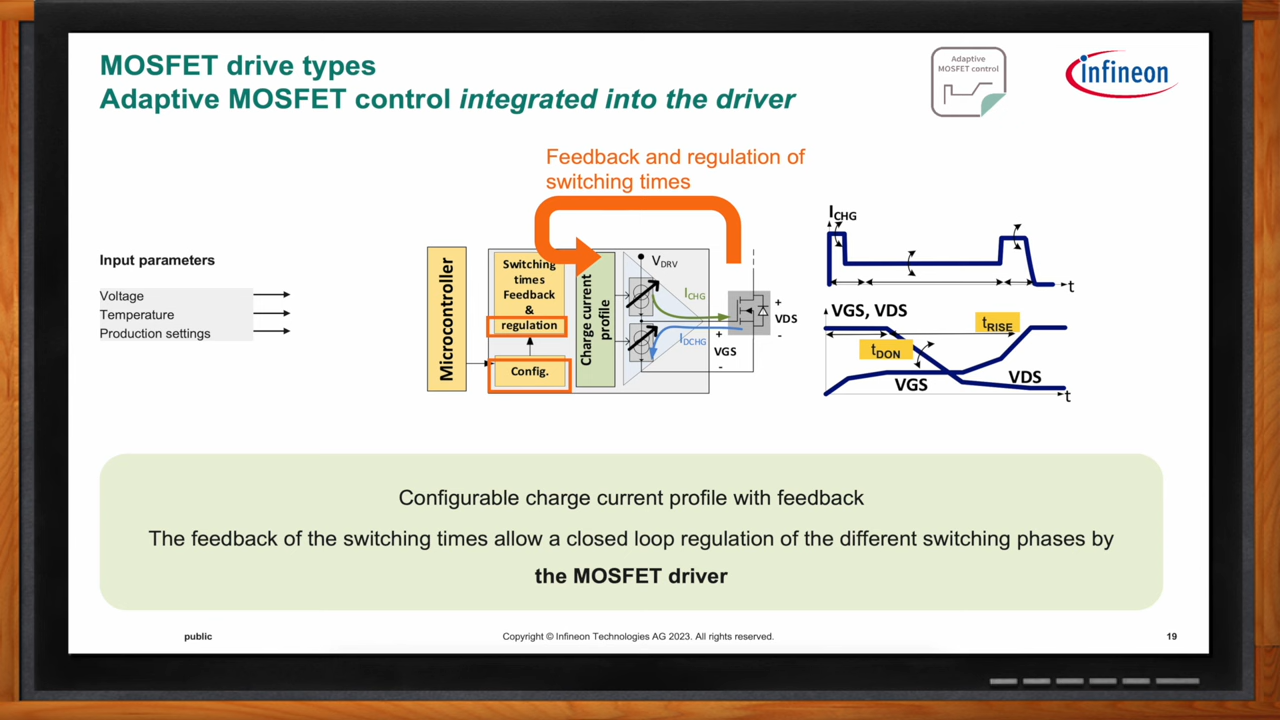 MOSFET drive types
Adaptive MOSFET control integrated into the driver
Adaptive
MOSFET control
infineon
Feedback and regulation of
switching times
Input parameters
Voltage
Temperature
Production settings
Microcontroller
Switching
times
Feedback
&
regulation
Config.
Charge current
profile
VDRV
ICHG
IDCHG
+
VGS
-
+
VDS
-
ICHG
t
VGS, VDS
tRISE
tDON
VGS
VDS
t
Configurable charge current profile with feedback
The feedback of the switching times allow a closed loop regulation of the different switching phases by
the MOSFET driver
public
Copyright © Infineon Technologies AG 2023. All rights reserved.
19